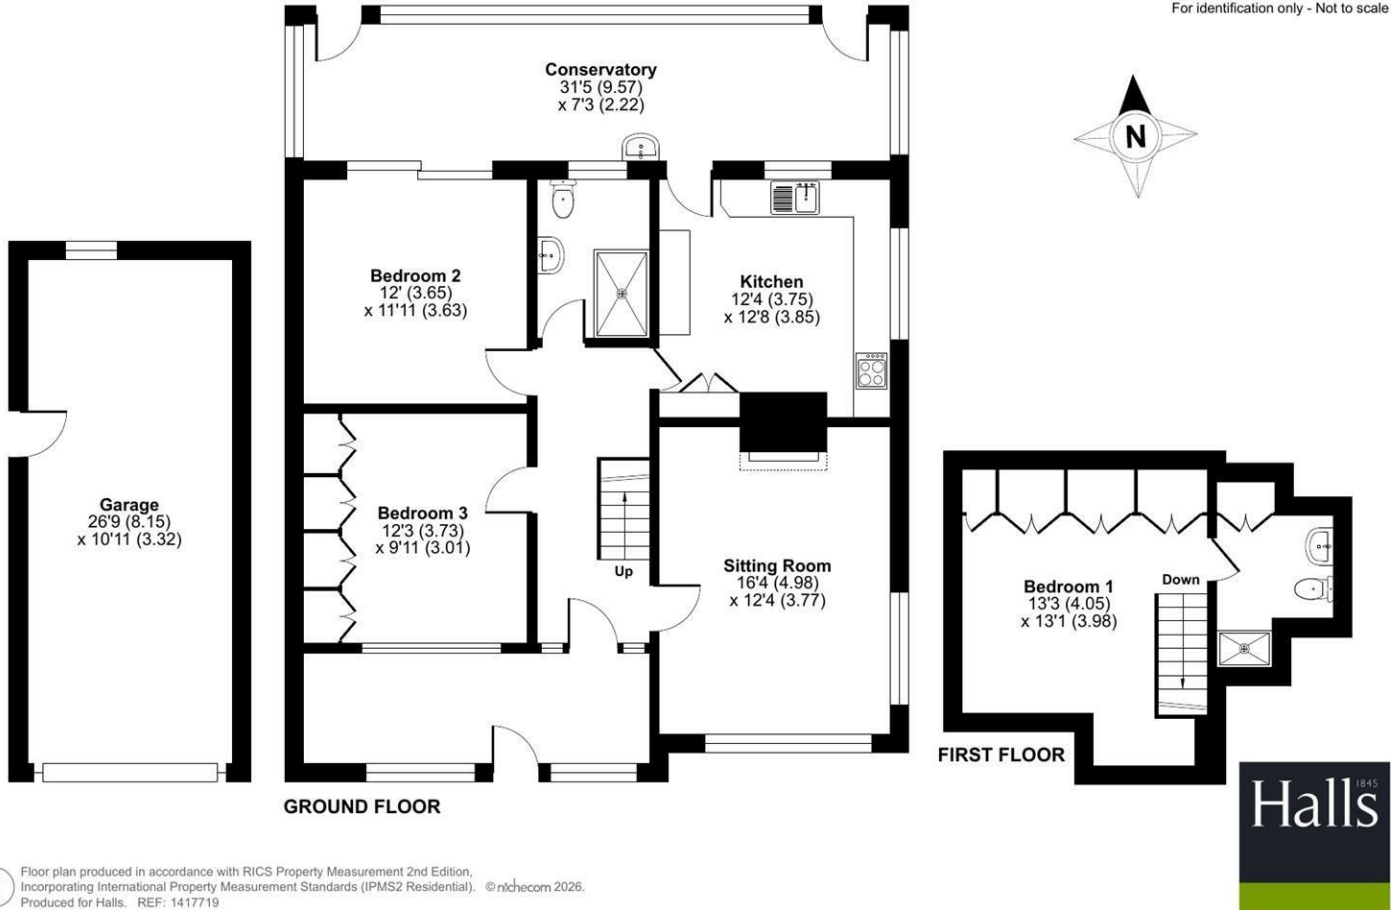 For identification only - Not to scale
Conservatory
31'5 (9.57)
x 7'3 (2.22)
N
Bedroom 2
12' (3.65)
x 11'11 (3.63)
Kitchen
12'4 (3.75)
x 12'8 (3.85)
Garage
26'9 (8.15)
x 10'11 (3.32)
Bedroom 3
12'3 (3.73)
x 9'11 (3.01)
Up
Sitting Room
16'4 (4.98)
x 12'4 (3.77)
Bedroom 1
13'3 (4.05)
x 13'1 (3.98)
Down
FIRST FLOOR
GROUND FLOOR
1845
Halls
Floor plan produced in accordance with RICS Property Measurement 2nd Edition,
Incorporating International Property Measurement Standards (IPMS2 Residential). © nichecom 2026.
Produced for Halls. REF: 1417719